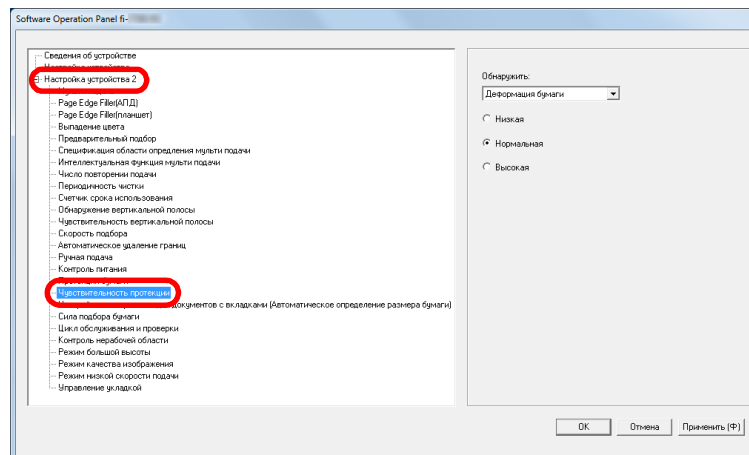 Software Operation Panel fi-
Сведения об устройстве
Настройка устройства 2
Page Edge Filler(АПД)
Page Edge Filler(планшет)
Выпадение цвета
Предварительный подбор
Спецификация области опредления мульти подачи
Интеллектуальная функция мульти подачи
Число повторении подачи
Периодичность чистки
Счетчик срока использования
Обнаружение вертикальной полосы
Чувствительность вертикальной полосы
Скорость подбора
Автоматическое удаление границ
Ручная подача
Контроль питания
Чувствительность протекции
документов с вкладками (Автоматическое определение размера бумаги)
Сила подбора бумаги
Цикл обслуживания и проверки
Контроль нерабочей области
Режим большой высоты
Режим качества изображения
Режим низкой скорости подачи
Управление укладкой
Обнаружить:
Деформация бумаги
Низкая
Нормальная
Высокая
OK
Отмена
Применить (Ф)